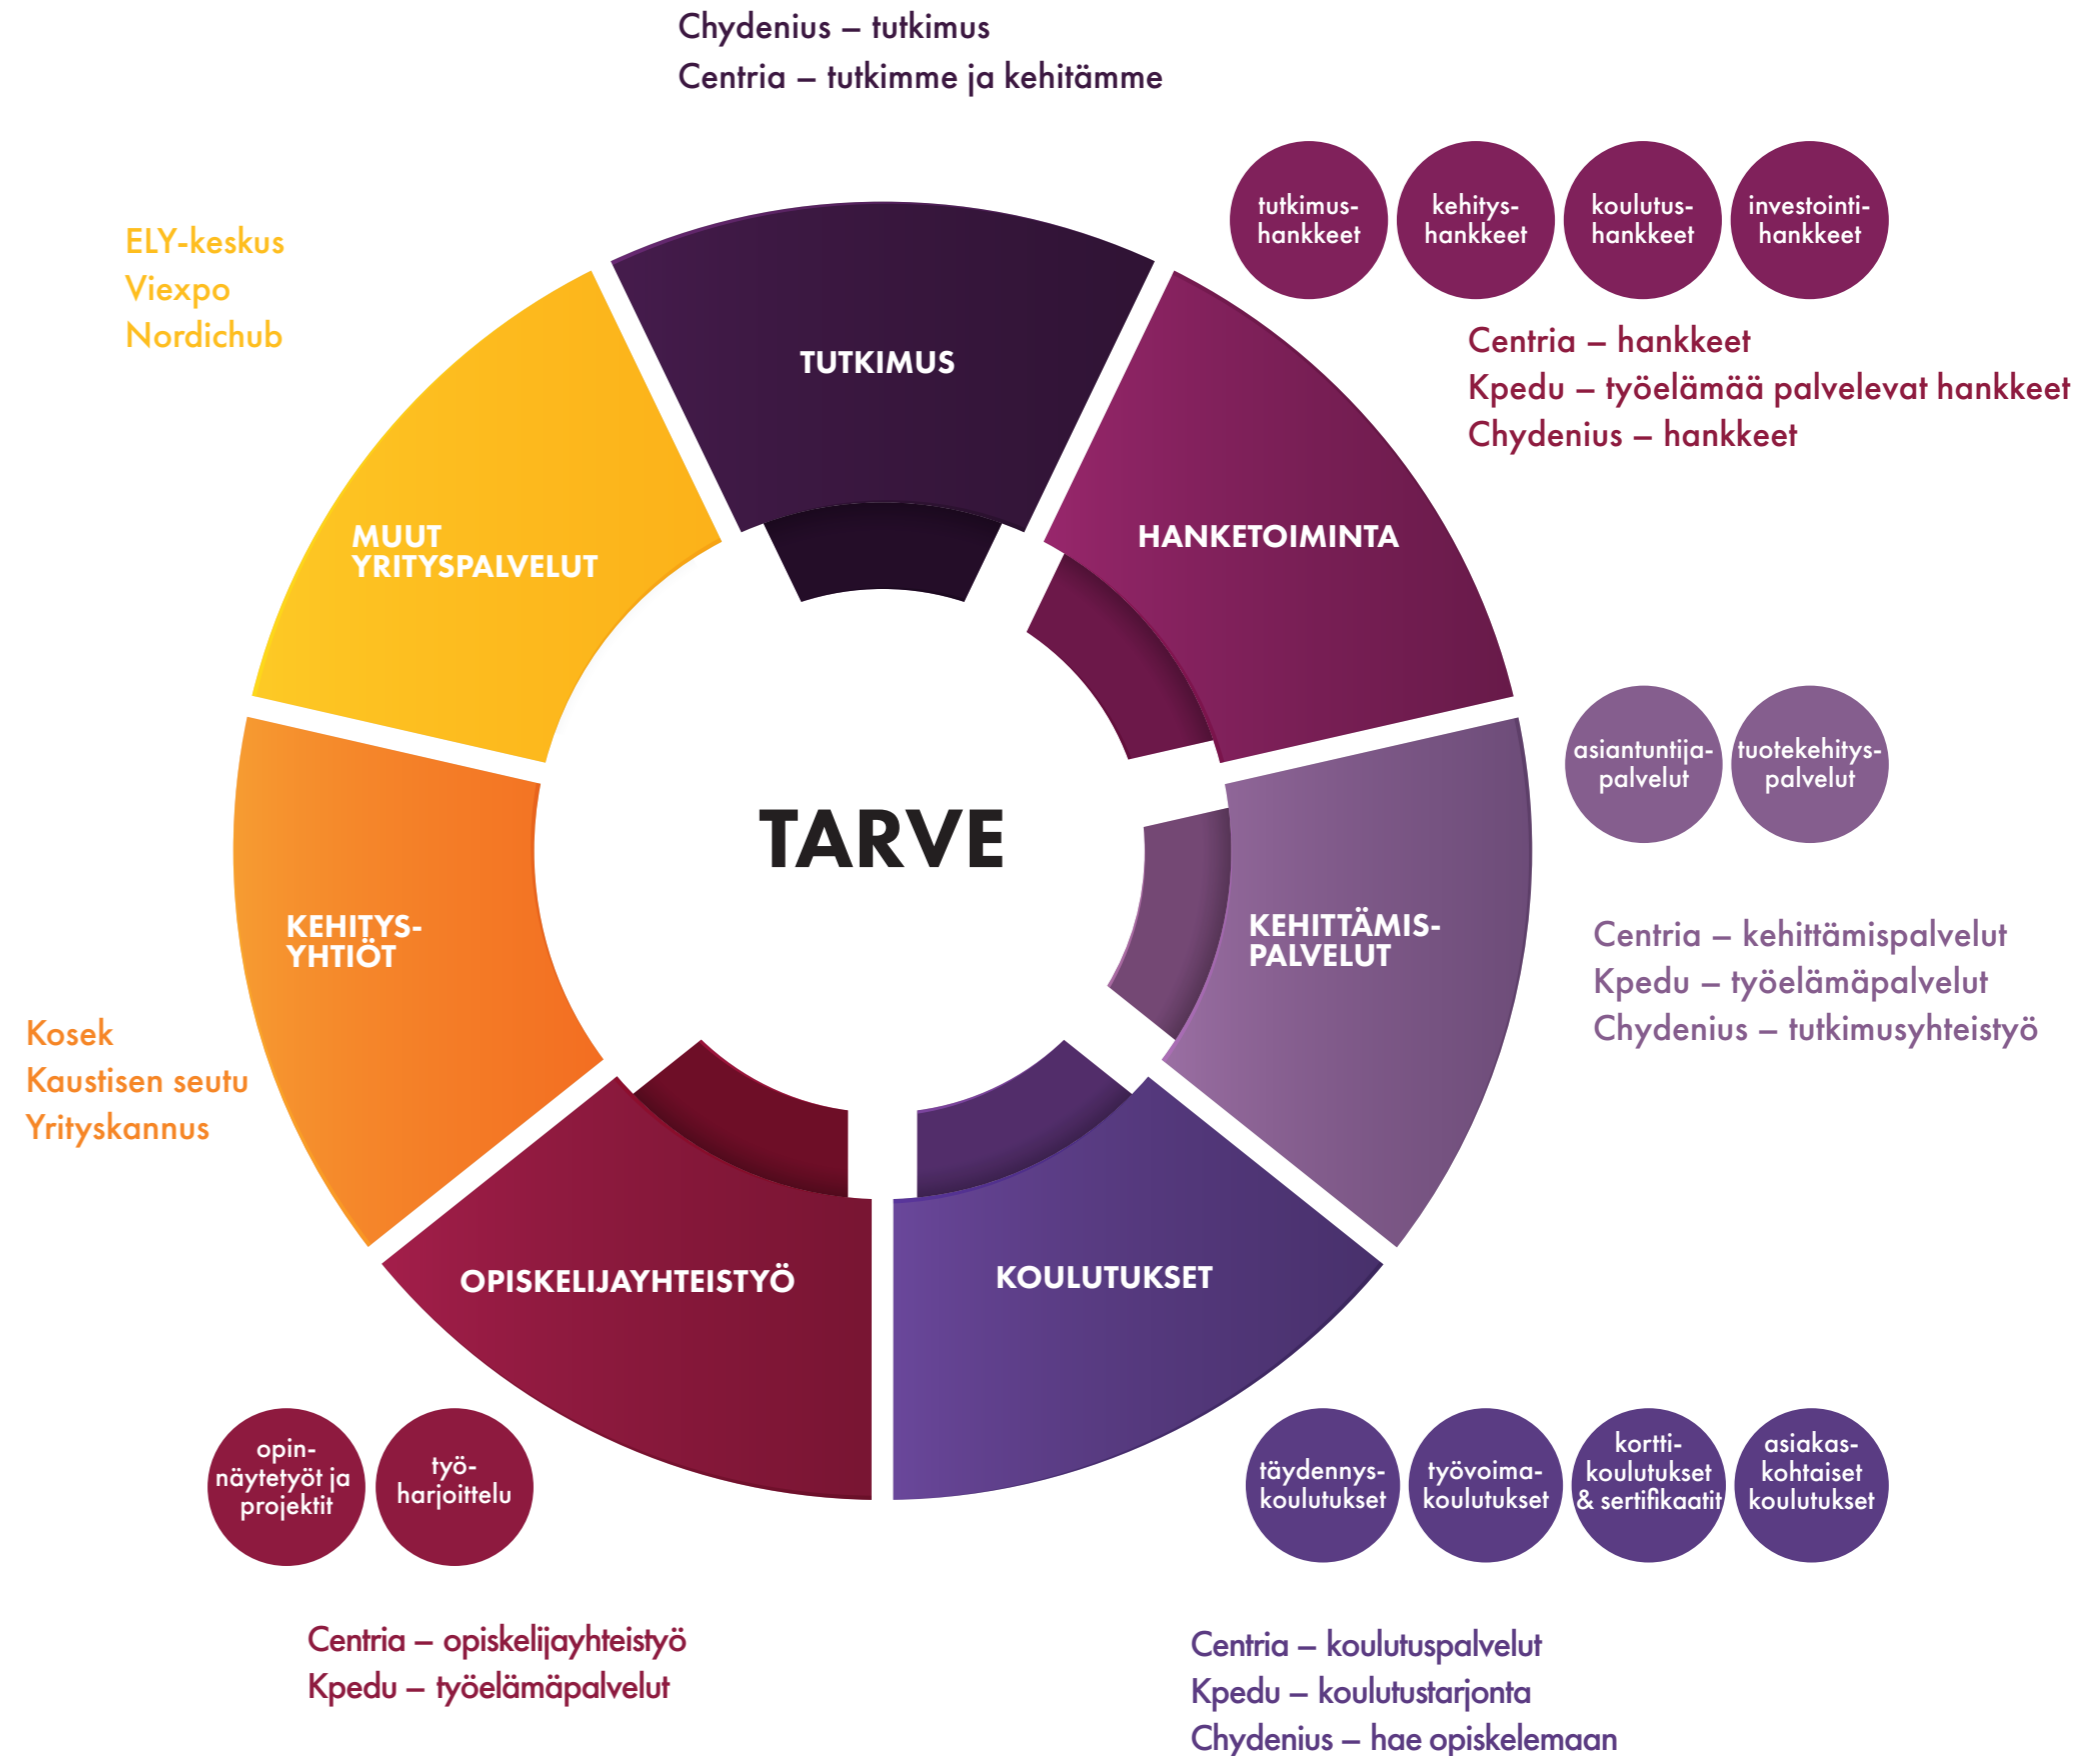 Chydenius – tutkimus
Centria – tutkimme ja kehitämme
TUTKIMUS
tutkimus-
hankkeet
kehitys-
hankkeet
koulutus-
hankkeet
investointi-
hankkeet
Centria – hankkeet
Kpedu – työelämää palvelevat hankkeet
Chydenius – hankkeet
HANKETOIMINTA
ELY-keskus
Viexpo
Nordichub
MUUT
YRITYSPALVELUT
TARVE
asiantuntija-
palvelut
tuotekehitys-
palvelut
KEHITTÄMIS-
PALVELUT
Centria – kehittämispalvelut
Kpedu – työelämäpalvelut
Chydenius – tutkimusyhteistyö
KEHITYS-
YHTIÖT
Kosek
Kaustisen seutu
Yrityskannus
OPISKELIJAYHTEISTYÖ
opin-
näytetyöt ja
projektit
työ-
harjoittelu
Centria – opiskelijayhteistyö
Kpedu – työelämäpalvelut
KOULUTUKSET
täydennys-
koulutukset
työvoima-
koulutukset
kortti-
koulutukset
& sertifikaatit
asiakas-
kohtaiset
koulutukset
Centria – koulutuspalvelut
Kpedu – koulutustarjonta
Chydenius – hae opiskelemaan